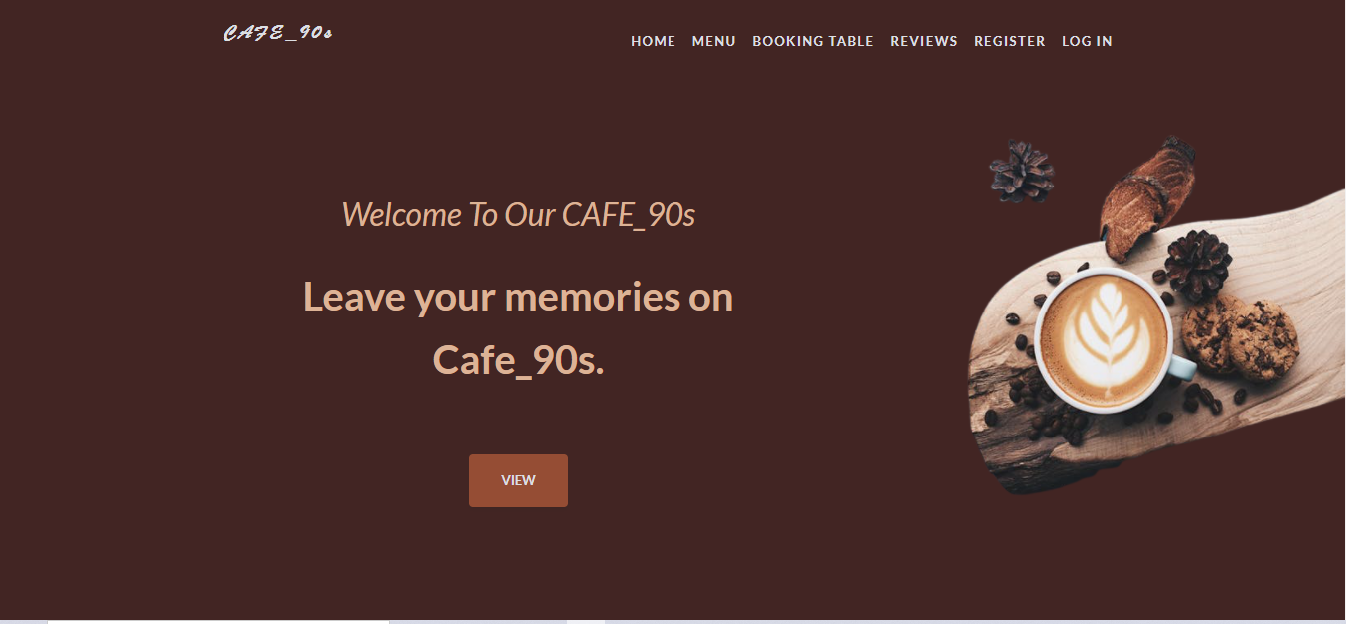 CAFE_90s
HOME MENU BOOKING TABLE REVIEWS REGISTER LOG IN
Welcome To Our CAFE_90s
Leave your memories on
Cafe_90s.
VIEW